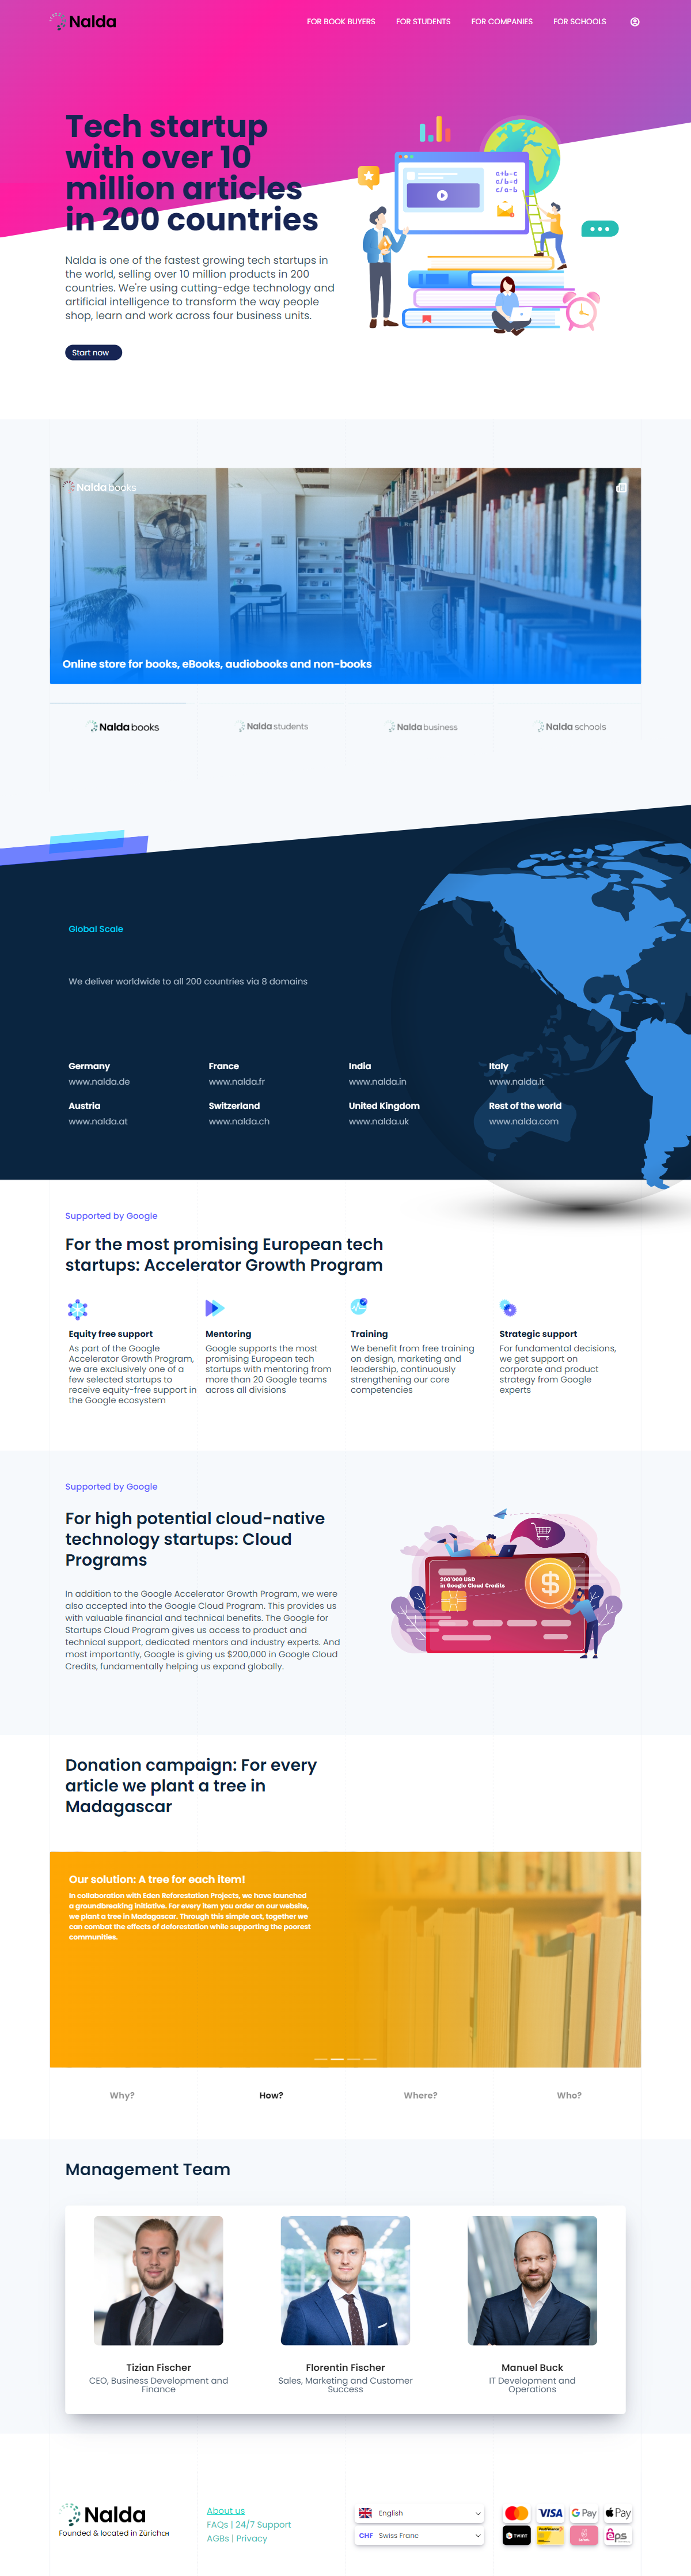 Nalda
FOR BOOK BUYERS
FOR STUDENTS
FOR COMPANIES
FOR SCHOOLS
Tech startup
with over 10
million articles
in 200 countries
Nalda is one of the fastest growing tech startups in
the world, selling over 10 million products in 200
countries. We're using cutting-edge technology and
artificial intelligence to transform the way people
shop, learn and work across four business units.
Start now
a+b=c
c/a=b
Nalda books
Online store for books, eBooks, audiobooks and non-books
Nalda books
Nalda students
Nalda business
Nalda schools
Global Scale
We deliver worldwide to all 200 countries via 8 domains
Germany
www.nalda.de
France
www.nalda.fr
India
www.nalda.in
Italy
www.nalda.it
Austria
www.nalda.at
Switzerland
www.nalda.ch
United Kingdom
www.nalda.uk
Rest of the world
www.nalda.com
Supported by Google
For the most promising European tech
startups: Accelerator Growth Program
Equity free support
As part of the Google
Accelerator Growth Program,
we are exclusively one of a
few selected startups to
receive equity-free support in
the Google ecosystem
Mentoring
Google supports the most
promising European tech
startups with mentoring from
more than 20 Google teams
across all divisions
Training
We benefit from free training
on design, marketing and
leadership, constantly
strengthening our core
competencies
Strategic support
For fundamental decisions,
we get support on
corporate and product
strategy from Google
experts
Supported by Google
For high potential cloud-native
technology startups: Cloud
Programs
In addition to the Google Accelerator Growth Program, we were
also accepted into the Google Cloud Program. This provides us
with valuable financial and technical benefits. The Google for
Startups Cloud Program gives us access to product and
technical support, dedicated mentors and industry experts. And
most importantly, Google is giving us $200,000 in Google Cloud
Credits, fundamentally helping us expand globally.
200'000 USD
in Google Cloud Credits
$
Donation campaign: For every
article we plant a tree in
Madagascar
Our solution: A tree for each item!
In collaboration with Eden Reforestation Projects, we have launched
a groundbreaking initiative. For every item you order on our website,
we plant a tree in Madagascar. Through this simple act, together we
can combat the effects of deforestation while supporting the poorest
communities.
Why?
How?
Where?
Who?
Management Team
Tizian Fischer
CEO, Business Development and
Finance
Florentin Fischer
Sales, Marketing and Customer
Success
Manuel Buck
IT Development and
Operations
Nalda
Founded & located in Zürich CH
About us
FAQs | 24/7 Support
AGBs | Privacy
English
CHF Swiss Franc
VISA
G Pay
Pay
TWINT
eps